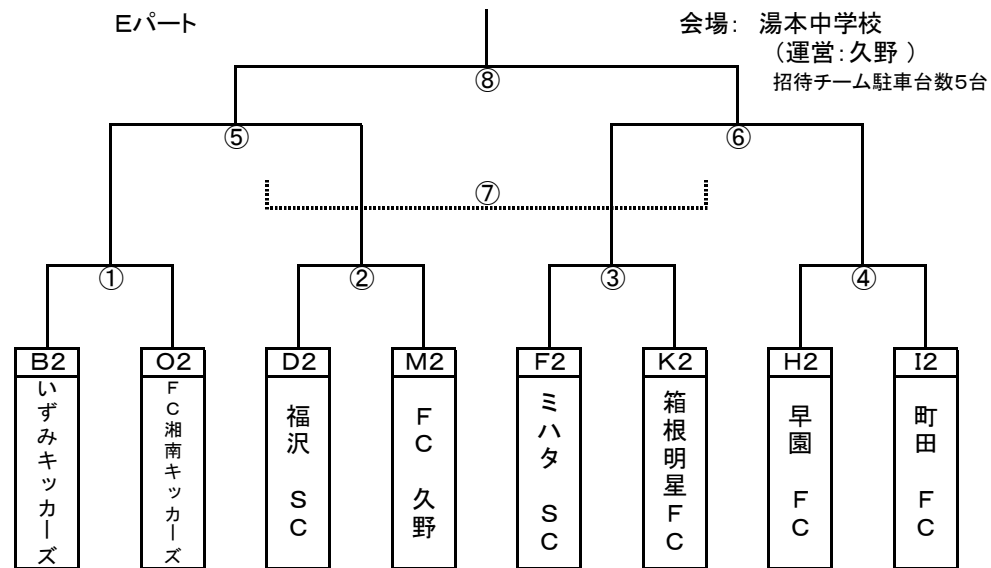 Eパート
会場： 湯本中学校
（運営：久野 ）
招待チーム駐車台数5台
⑧
⑤
⑥
⑦
①
②
③
④
B2
O2
D2
M2
F2
K2
H2
I2
いずみキッカーズ
FC湘南キッカーズ
福沢 SC
FC 久野
ミハタ SC
箱根明星FC
早園 FC
町田 FC